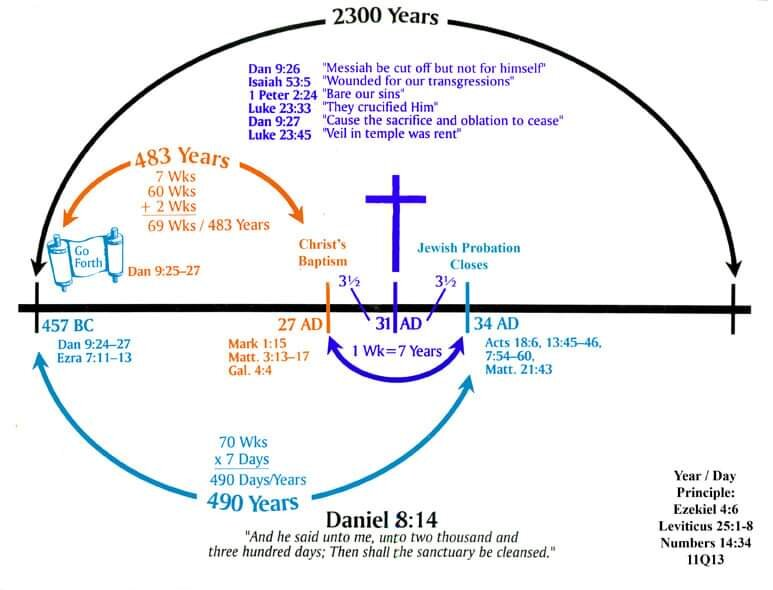 2300 Years
Dan 9:26 "Messiah be cut off but not for himself"
Isaiah 53:5 "Wounded for our transgressions"
1 Peter 2:24 "Bare our sins"
Luke 23:33 "They crucified Him"
Dan 9:27 "Cause the sacrifice and oblation to cease"
Luke 23:45 "Veil in temple was rent"
483 Years
7 Wks
60 Wks
+ 2 Wks
69 Wks / 483 Years
Go
Forth
Dan 9:25–27
Christ's
Baptism
Jewish Probation
Closes
3½
3½
457 BC
27 AD
31 AD
34 AD
Dan 9:24–27
Ezra 7:11–13
Mark 1:15
Matt. 3:13–17
Gal. 4:4
1 Wk=7 Years
Acts 18:6, 13:45–46,
7:54–60,
Matt. 21:43
70 Wks
x 7 Days
490 Days/Years
490 Years
Daniel 8:14
"And he said unto me, unto two thousand and
three hundred days; Then shall the sanctuary be cleansed."
Year / Day
Principle:
Ezekiel 4:6
Leviticus 25:1-8
Numbers 14:34
11Q13